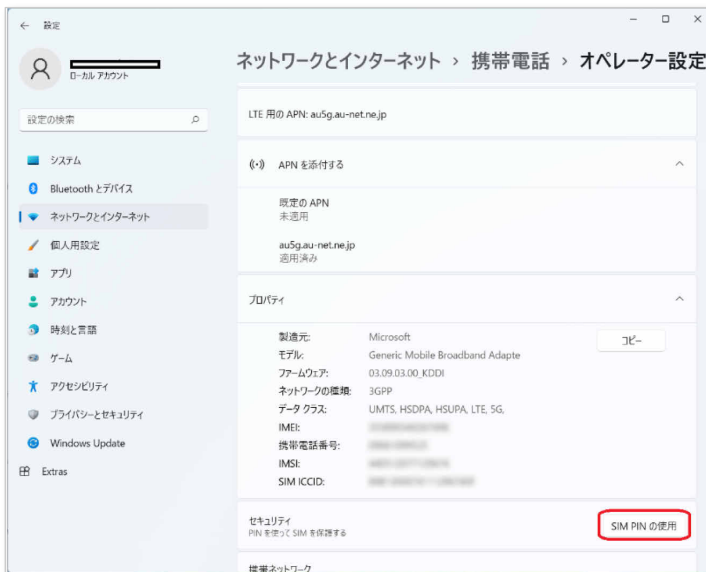 設定
ローカル アカウント
設定の検索
システム
Bluetooth とデバイス
ネットワークとインターネット
個人用設定
アプリ
アカウント
時刻と言語
ゲーム
アクセシビリティ
プライバシーとセキュリティ
Windows Update
Extras
ネットワークとインターネット › 携帯電話 › オペレーター設定
LTE 用の APN: au5g.au-net.ne.jp
APN を添付する
既定の APN
未適用
au5g.au-net.ne.jp
適用済み
プロパティ
コピー
製造元: Microsoft
モデル: Generic Mobile Broadband Adapte
ファームウェア: 03.09.03.00_KDDI
ネットワークの種類: 3GPP
データ クラス: UMTS, HSDPA, HSUPA, LTE, 5G,
IMEI:
携帯電話番号:
IMSI:
SIM ICCID:
セキュリティ
PIN を使って SIM を保護する
SIM PIN の使用
携帯ネットワーク